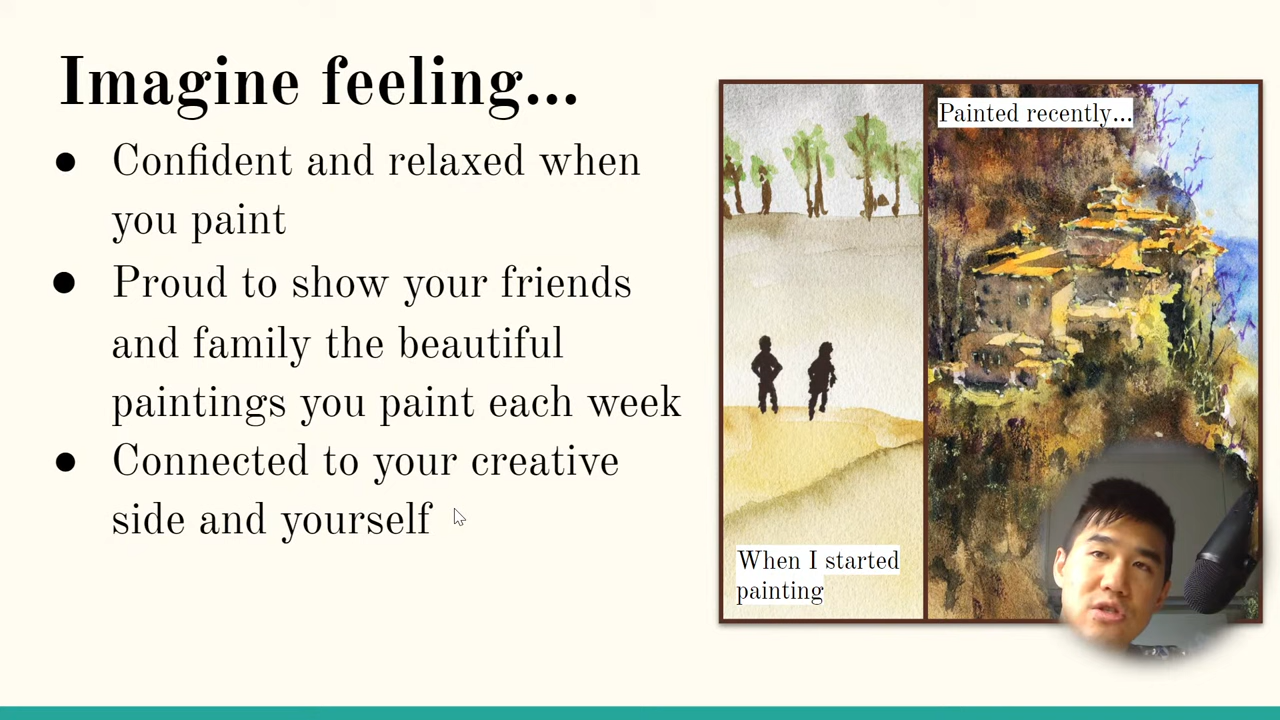 Imagine feeling...
● Confident and relaxed when
you paint
● Proud to show your friends
and family the beautiful
paintings you paint each week
● Connected to your creative
side and yourself
Painted recently...
When I started
painting